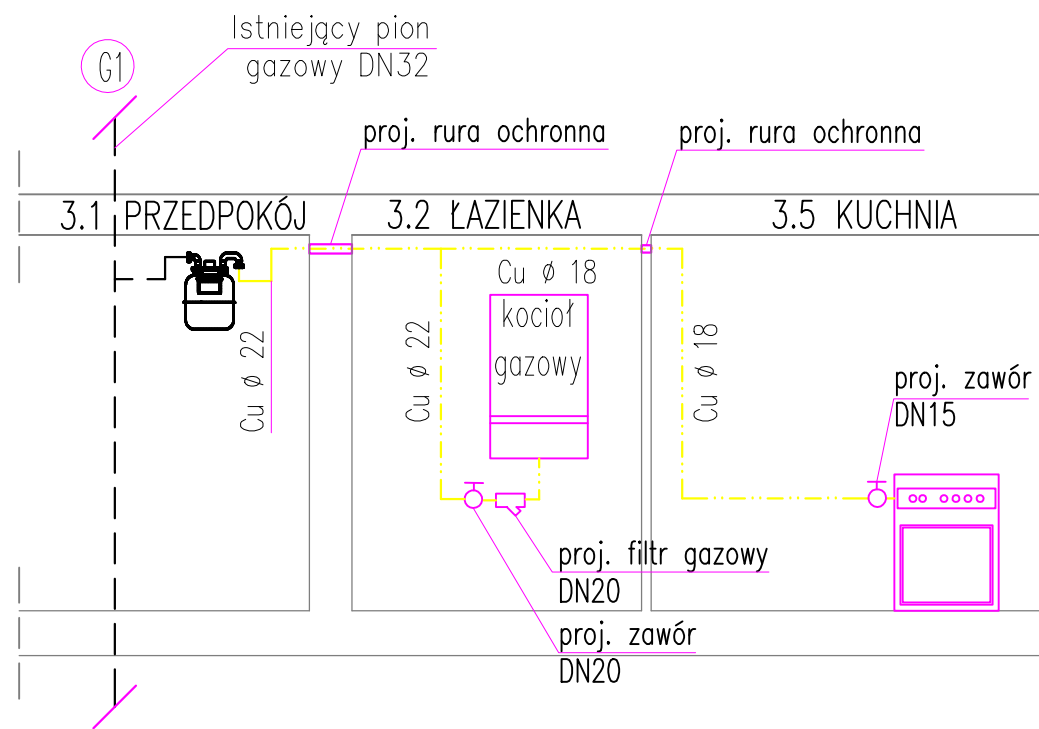 Istniejący pion
gazowy DN32
G1
proj. rura ochronna
proj. rura ochronna
3.1 PRZEDPOKÓJ
3.2 ŁAZIENKA
3.5 KUCHNIA
Cu ø 18
kocioł
gazowy
Cu ø 22
Cu ø 22
Cu ø 18
proj. zawór
DN15
proj. filtr gazowy
DN20
proj. zawór
DN20